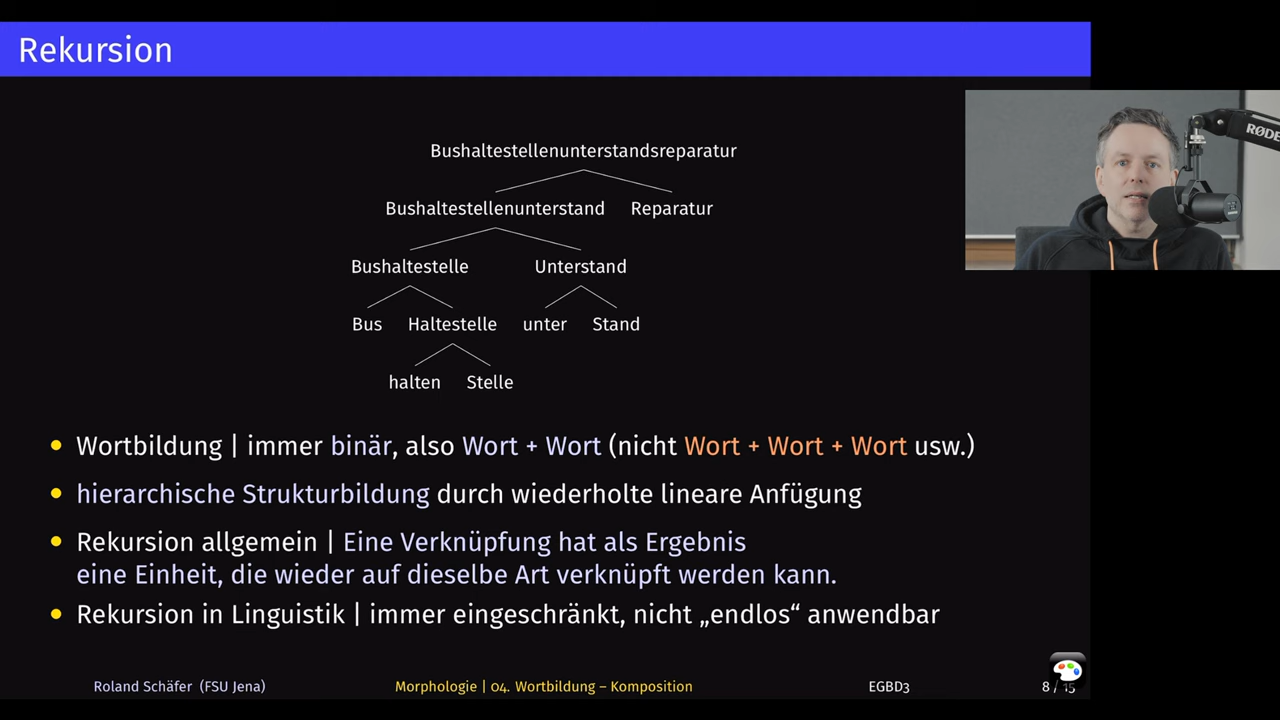 Rekursion
RØDE
Bushaltestellenunterstandsreparatur
Bushaltestellenunterstand Reparatur
Bushaltestelle Unterstand
Bus Haltestelle unter Stand
halten Stelle
• Wortbildung | immer binär, also Wort + Wort (nicht Wort + Wort + Wort usw.)
• hierarchische Strukturbildung durch wiederholte lineare Anfügung
• Rekursion allgemein | Eine Verknüpfung hat als Ergebnis
eine Einheit, die wieder auf dieselbe Art verknüpft werden kann.
• Rekursion in Linguistik | immer eingeschränkt, nicht „endlos“ anwendbar
Roland Schäfer (FSU Jena) Morphologie | 04. Wortbildung – Komposition EGBD3 8 / 15